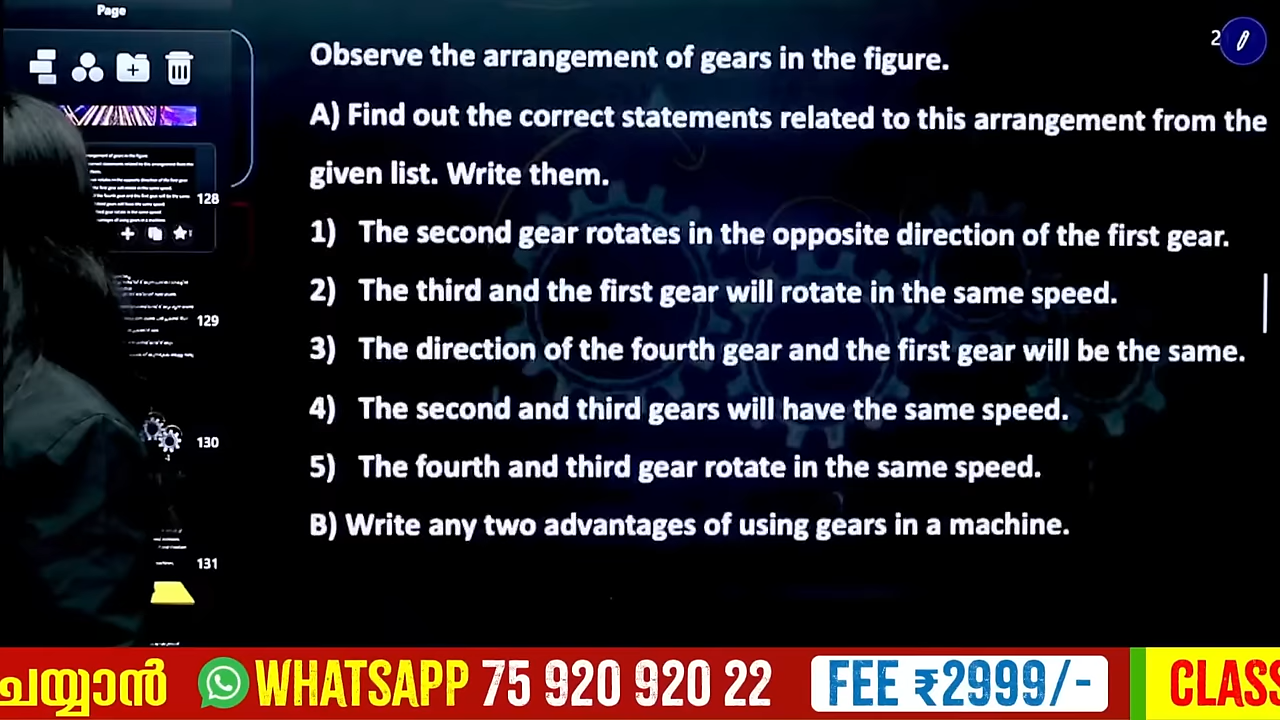 Page
2
Observe the arrangement of gears in the figure.
A) Find out the correct statements related to this arrangement from the
given list. Write them.
128
1) The second gear rotates in the opposite direction of the first gear.
2) The third and the first gear will rotate in the same speed.
129
3) The direction of the fourth gear and the first gear will be the same.
4) The second and third gears will have the same speed.
130
5) The fourth and third gear rotate in the same speed.
B) Write any two advantages of using gears in a machine.
131
ചയ്യാൻ WHATSAPP 75 920 920 22 FEE ₹2999/- CLASS